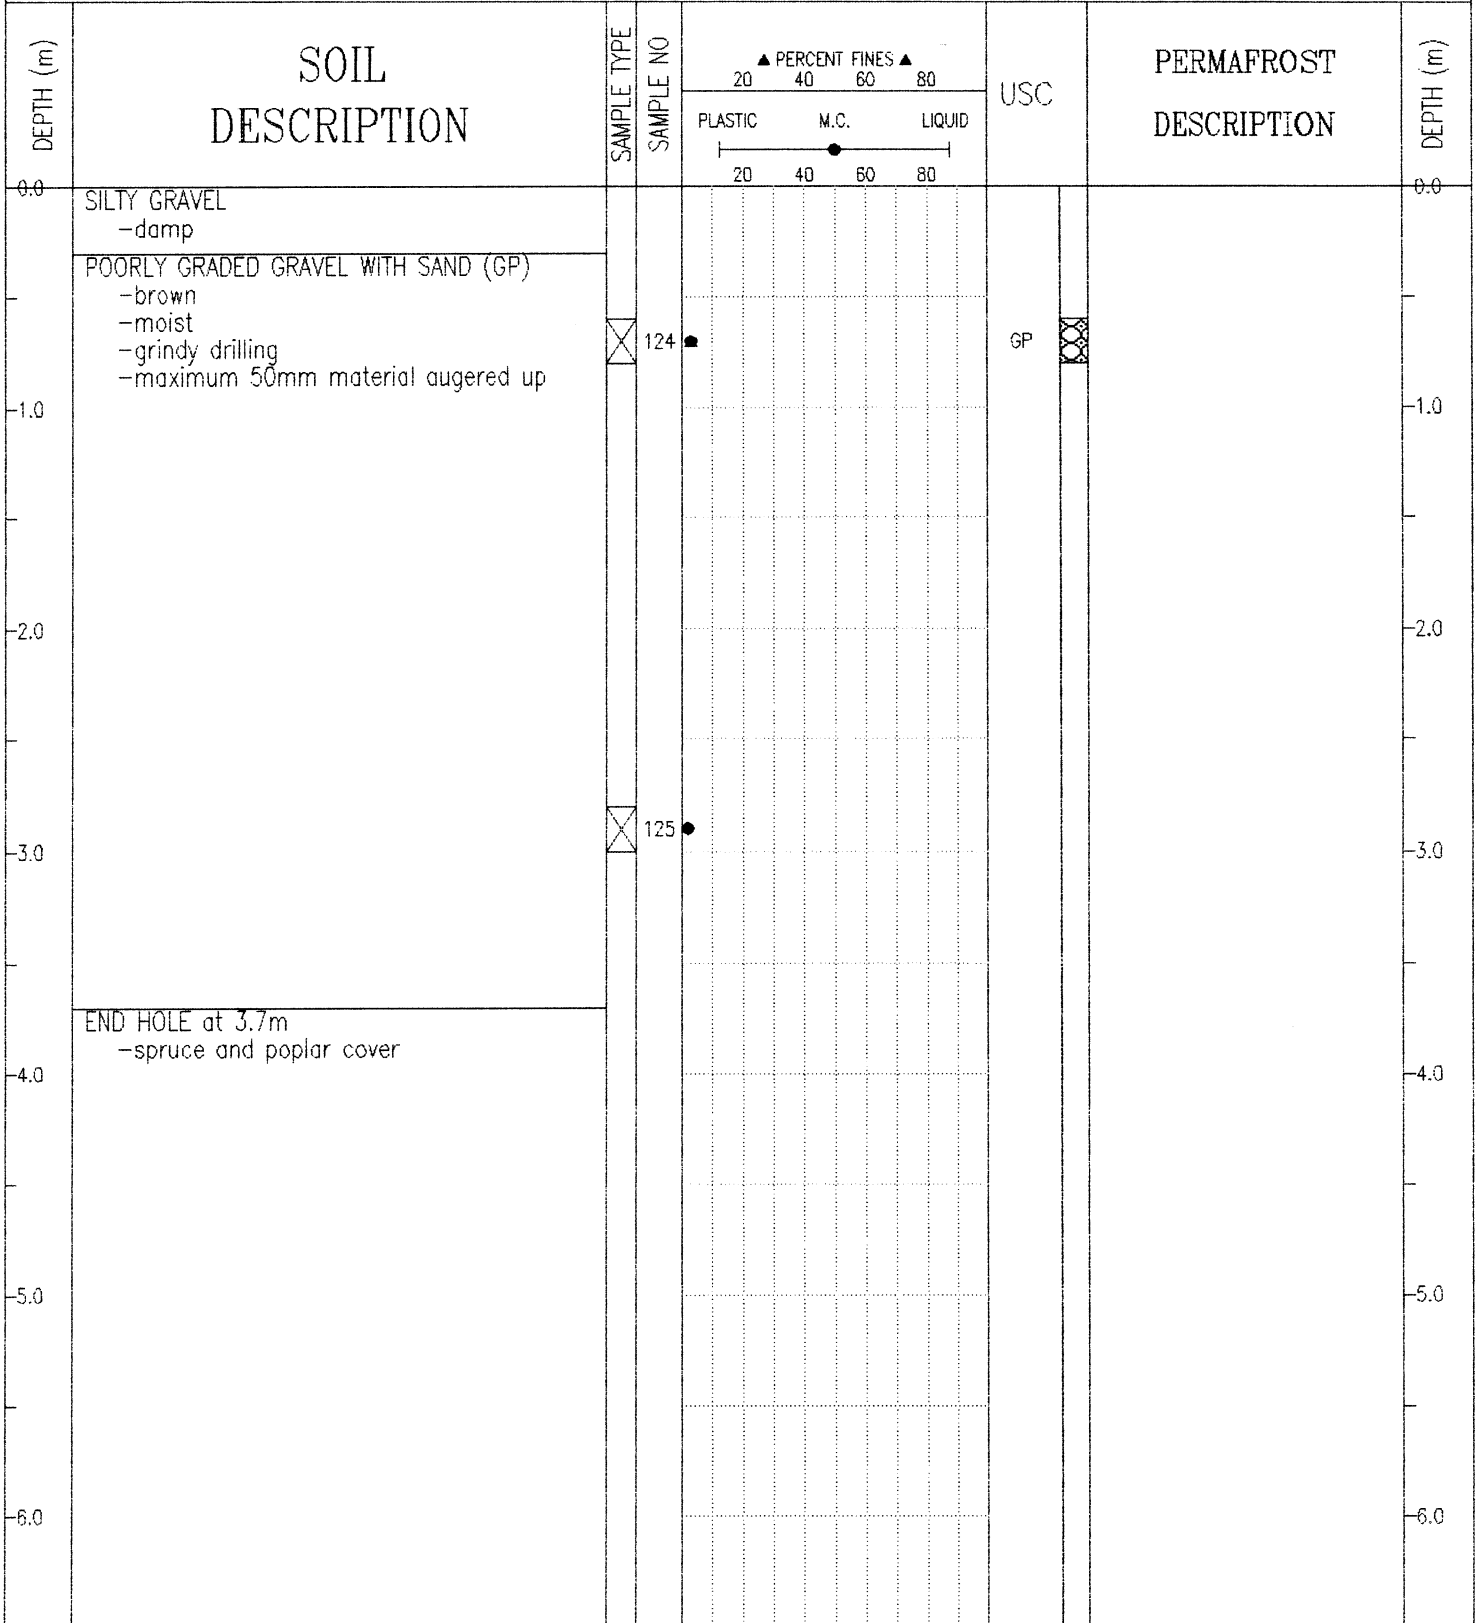 DEPTH (m)
SOIL
DESCRIPTION
SAMPLE TYPE
SAMPLE NO
▲ PERCENT FINES ▲
20 40 60 80
PLASTIC M.C. LIQUID
20 40 60 80
USC
PERMAFROST
DESCRIPTION
DEPTH (m)
0.0
SILTY GRAVEL
-damp
POORLY GRADED GRAVEL WITH SAND (GP)
-brown
-moist
-grindy drilling
-maximum 50mm material augered up
124
GP
1.0
2.0
125
3.0
END HOLE at 3.7m
-spruce and poplar cover
4.0
5.0
6.0
0.0
1.0
2.0
3.0
4.0
5.0
6.0